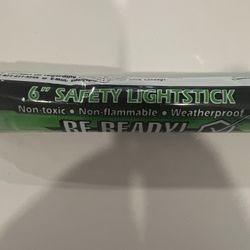 6" SAFETY LIGHTSTICK
Non-toxic • Non-flammable • Weatherproof
BE READY!